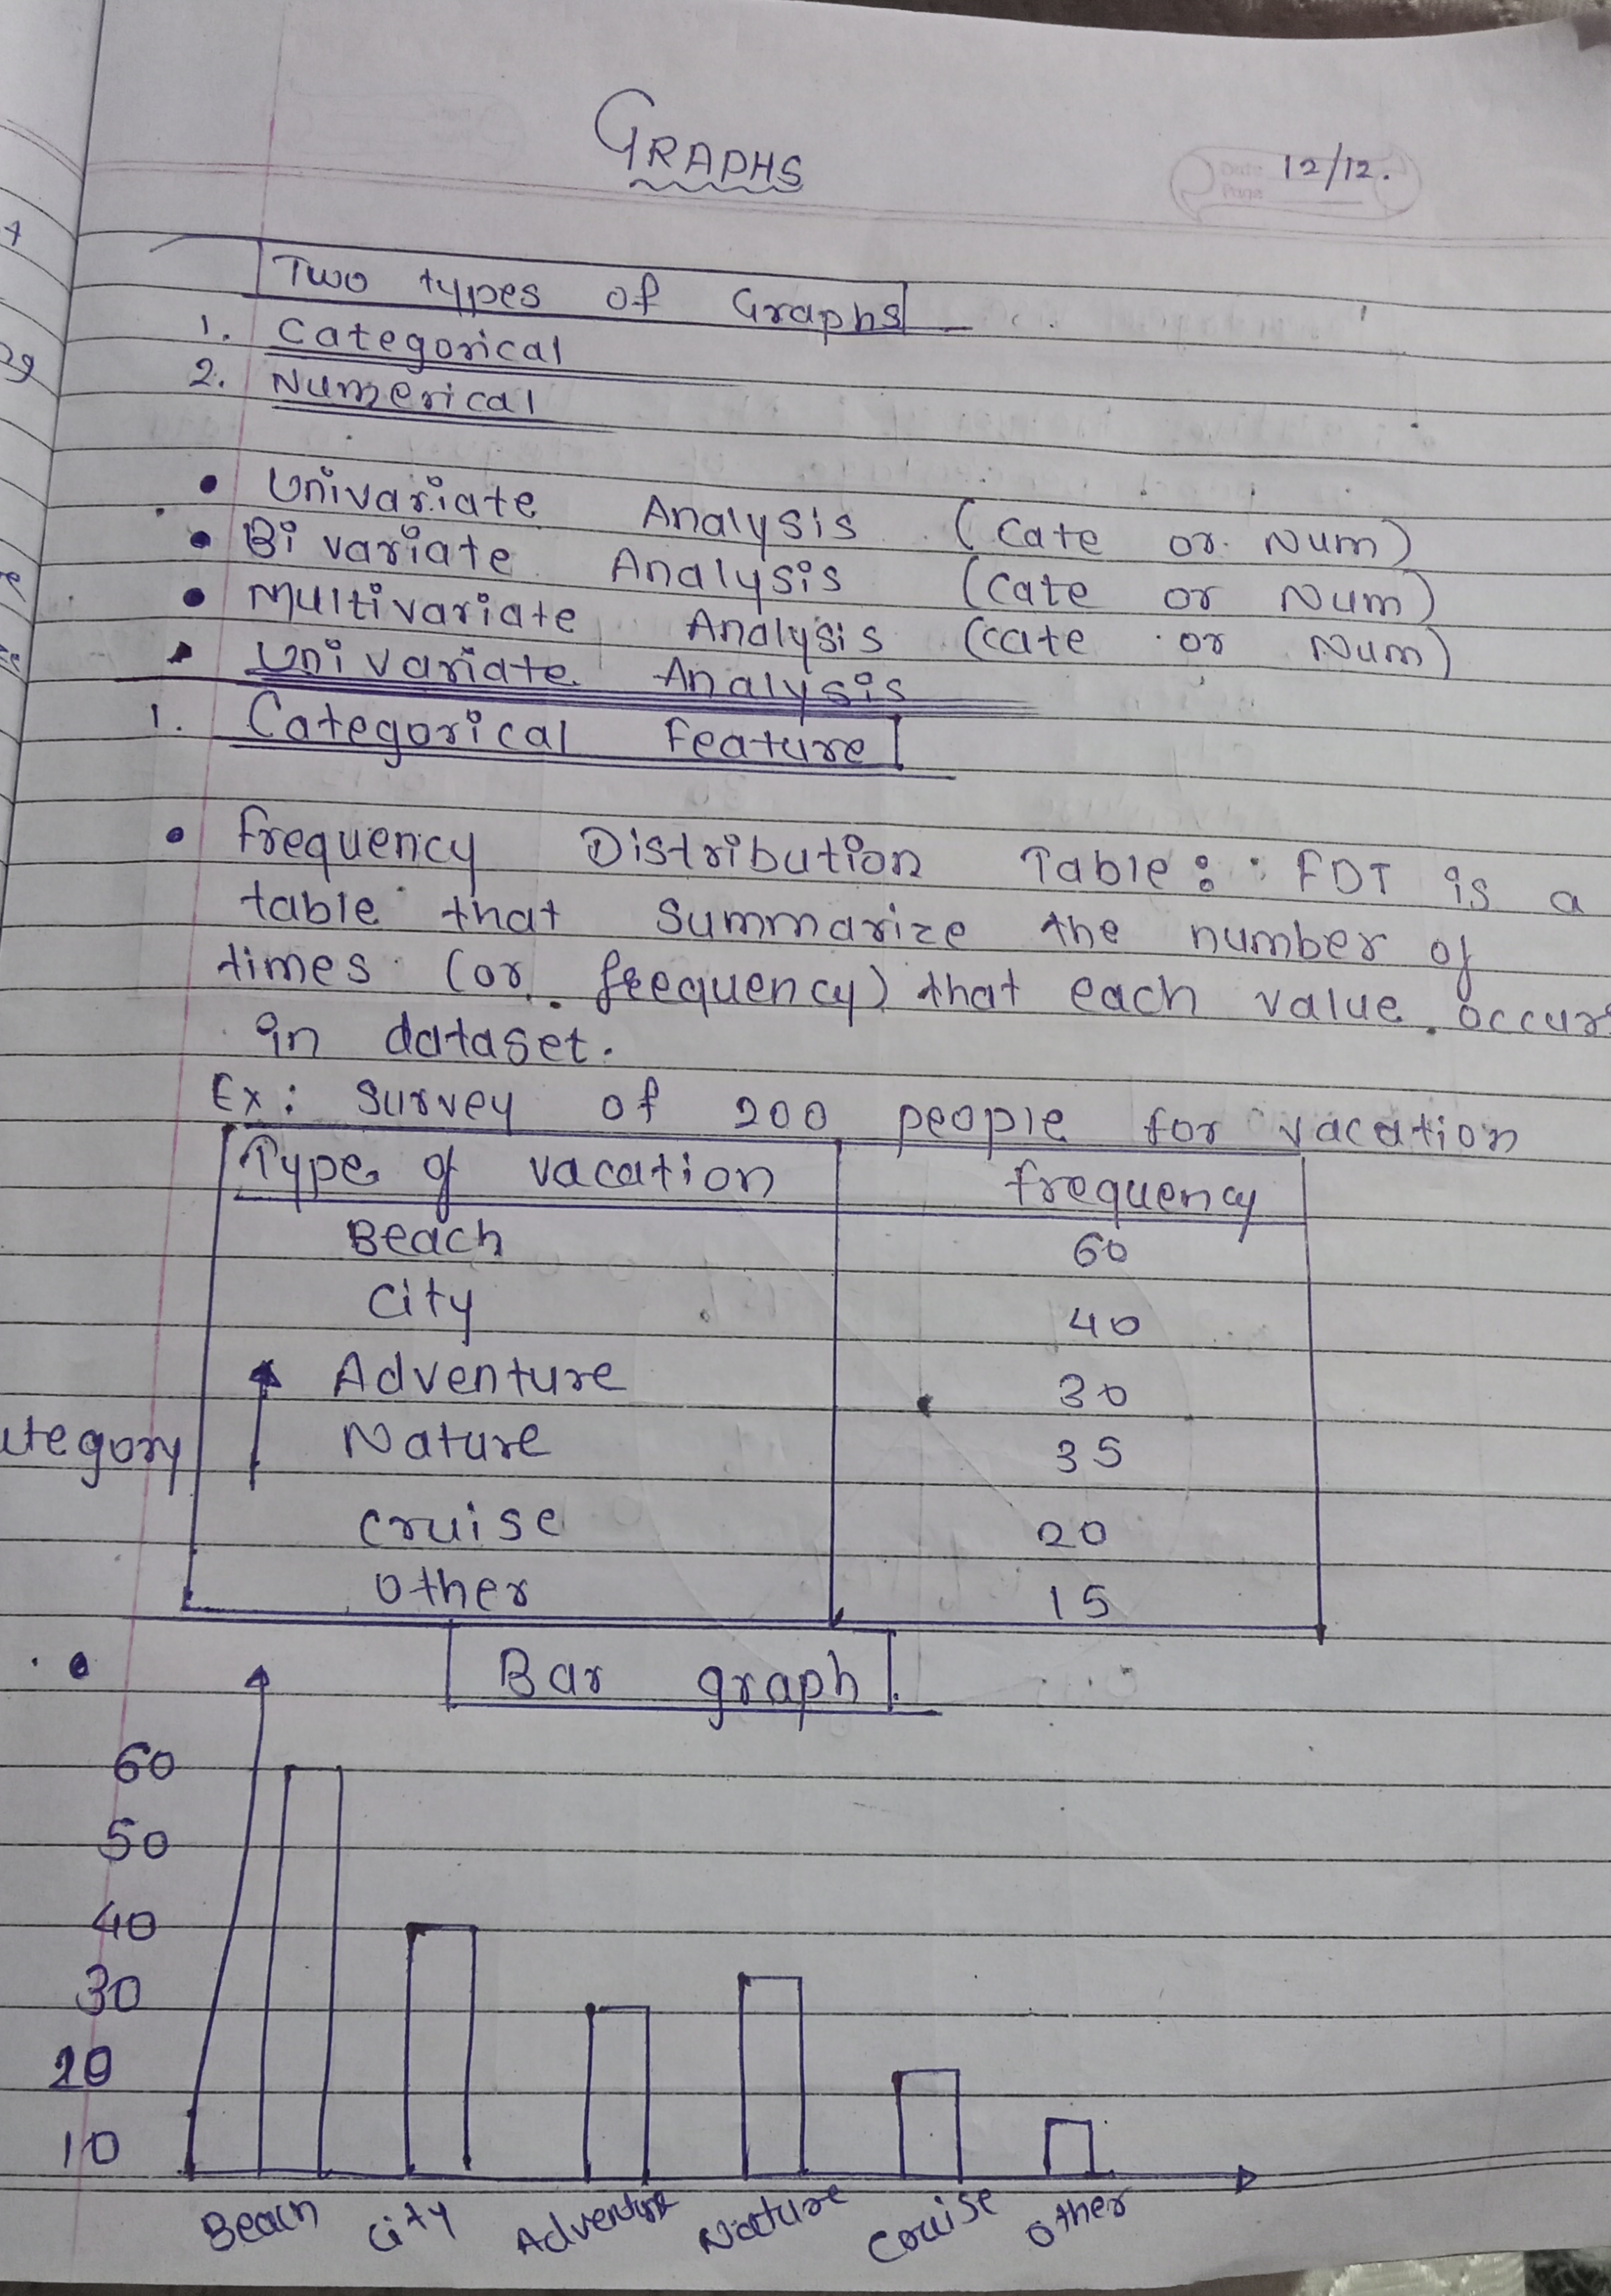 GRAPHS
Date
Page
12/12.
Two types of Graphs
1. Categorical
2. Numerical
• Univariate Analysis (Cate or Num)
• Bi variate Analysis (Cate or Num)
• Multivariate Analysis (cate or Num)
Univariate Analysis
1. Categorical Feature
• frequency Distribution Table: FDT is a
table that summarize the number of
times (or frequency) that each value occurs
in dataset.
Ex: survey of 200 people for vacation
Type of vacation frequency
Beach 60
City 40
Adventure 30
ategory Nature 35
cruise 20
other 15
• Bar graph
60
50
40
30
20
10
Beach City Adventure Nature Cruise other